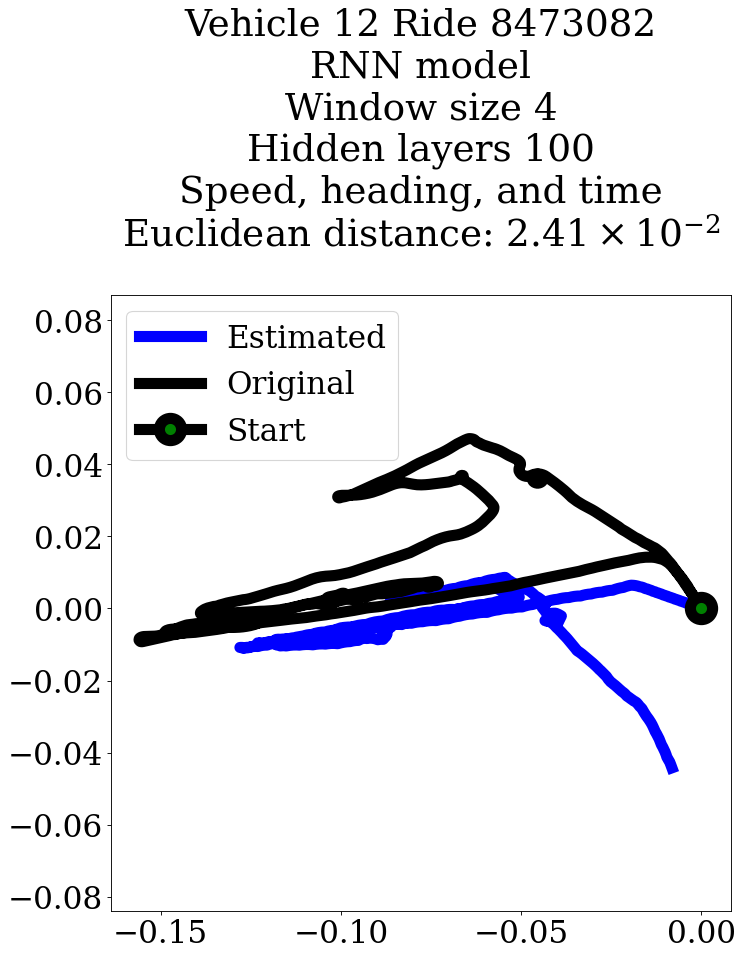 Vehicle 12 Ride 8473082
RNN model
Window size 4
Hidden layers 100
Speed, heading, and time
Euclidean distance: 2.41 × 10⁻²
Estimated
Original
Start
0.08
0.06
0.04
0.02
0.00
−0.02
−0.04
−0.06
−0.08
−0.15 −0.10 −0.05 0.00